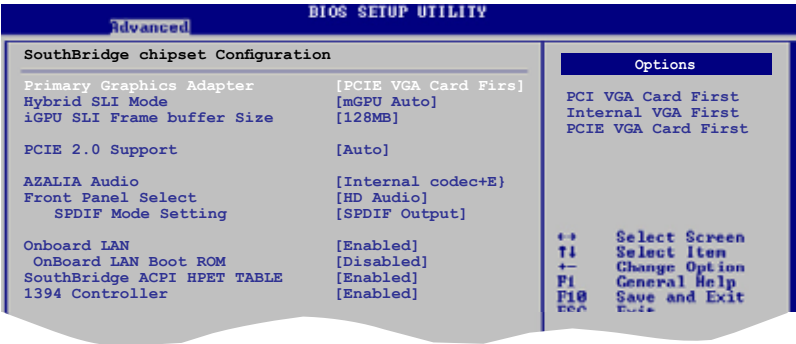 BIOS SETUP UTILITY
Advanced
SouthBridge chipset Configuration
Primary Graphics Adapter [PCIE VGA Card Firs]
Hybrid SLI Mode [mGPU Auto]
iGPU SLI Frame buffer Size [128MB]
PCIE 2.0 Support [Auto]
AZALIA Audio [Internal codec+E}
Front Panel Select [HD Audio]
SPDIF Mode Setting [SPDIF Output]
Onboard LAN [Enabled]
OnBoard LAN Boot ROM [Disabled]
SouthBridge ACPI HPET TABLE [Enabled]
1394 Controller [Enabled]
Options
PCI VGA Card First
Internal VGA First
PCIE VGA Card First
↔ Select Screen
↑↓ Select Item
+- Change Option
F1 General Help
F10 Save and Exit
ESC Exit